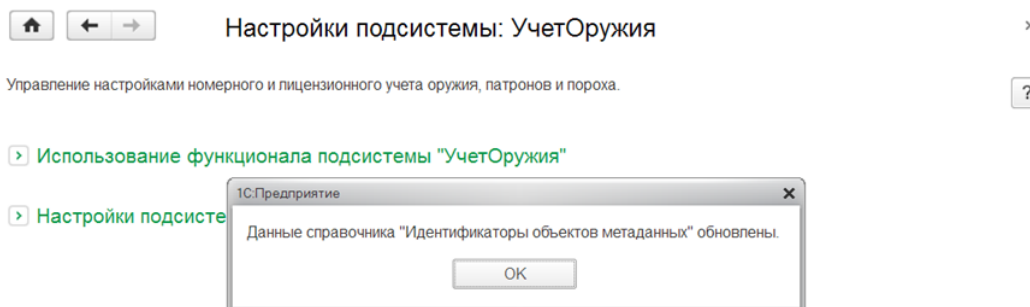 Настройки подсистемы: УчетОружия
Управление настройками номерного и лицензионного учета оружия, патронов и пороха.
?
Использование функционала подсистемы "УчетОружия"
1С:Предприятие
Настройки подсисте
Данные справочника "Идентификаторы объектов метаданных" обновлены.
OK